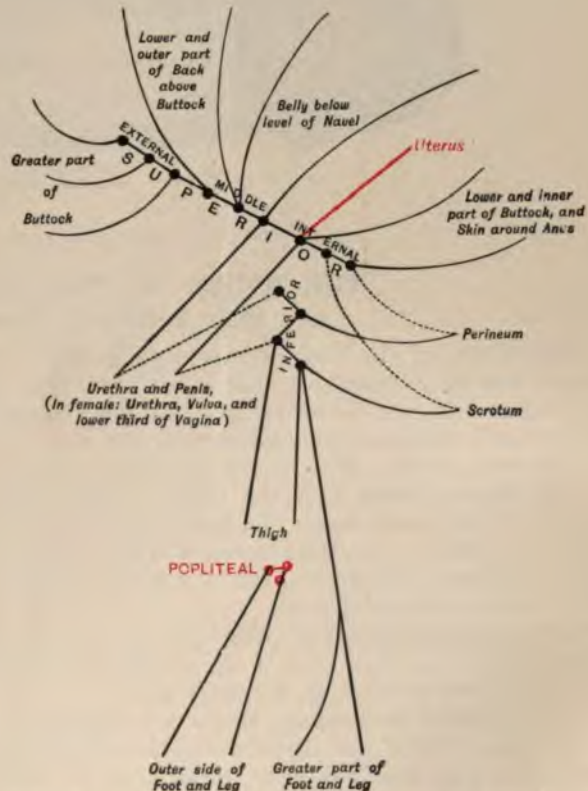 Lower and
outer part
of Back
above
Buttock
Belly below
level of Navel
Uterus
EXTERNAL
MIDDLE
INTERNAL
SUPERIOR
Greater part
of
Buttock
Lower and inner
part of Buttock, and
Skin around Anus
INFERIOR
Perineum
Urethra and Penis,
(In female: Urethra, Vulva, and
lower third of Vagina)
Scrotum
Thigh
POPLITEAL
Outer side of
Foot and Leg
Greater part of
Foot and Leg